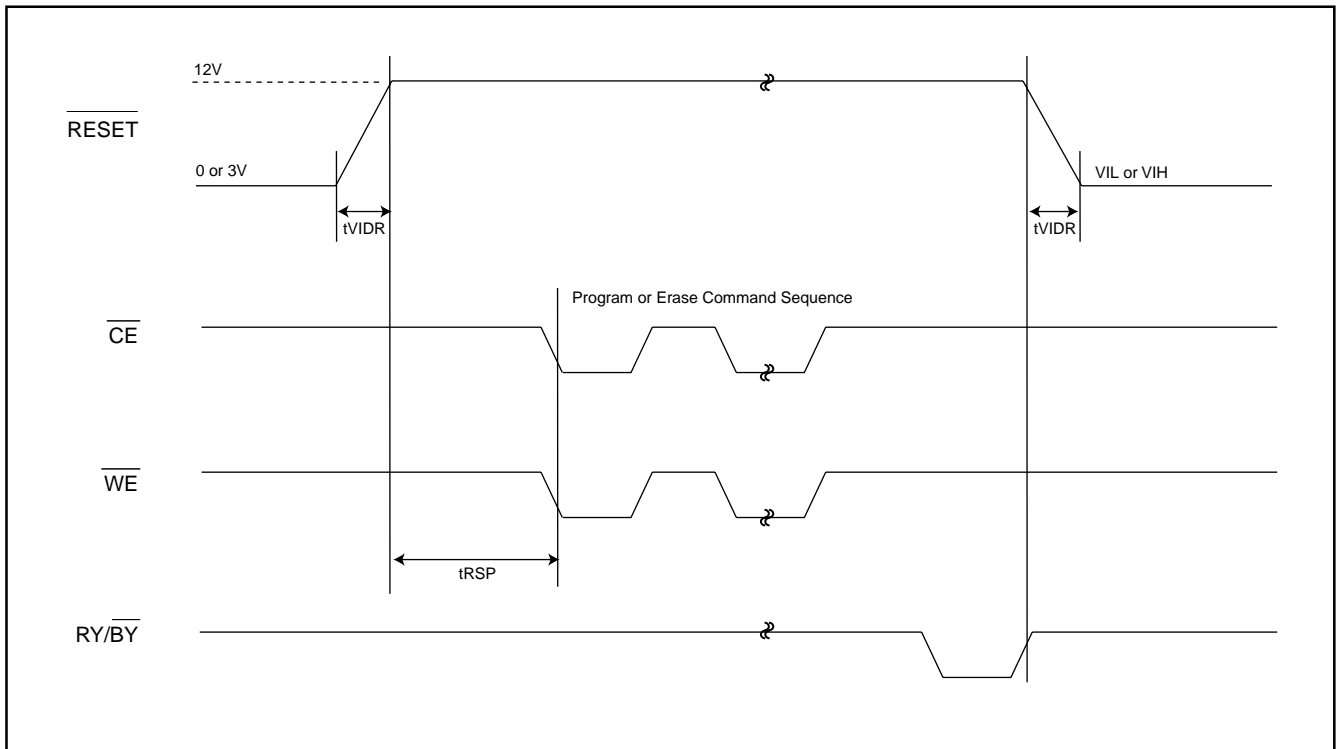 12V
RESET
0 or 3V
VIL or VIH
tVIDR
tVIDR
Program or Erase Command Sequence
CE
WE
tRSP
RY/BY